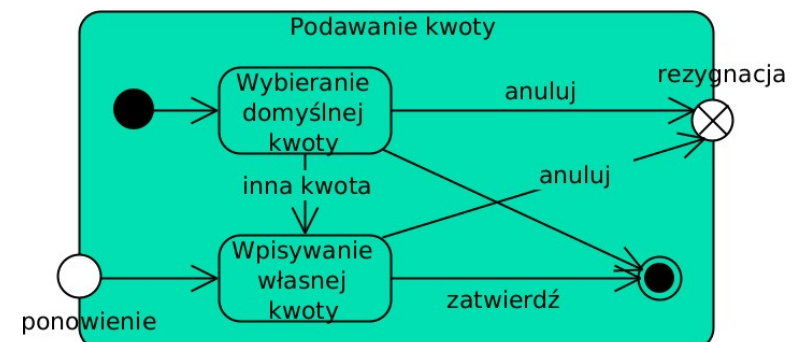 Podawanie kwoty
rezygnacja
Wybieranie
domyślnej
kwoty
anuluj
inna kwota
anuluj
Wpisywanie
własnej
kwoty
zatwierdź
ponowienie